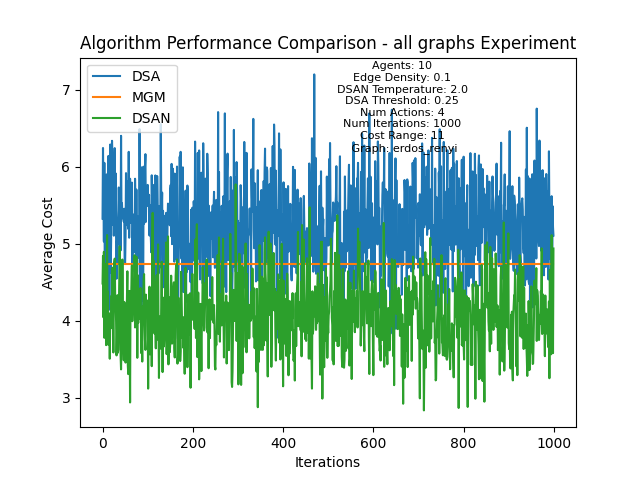 Algorithm Performance Comparison - all graphs Experiment
DSA
MGM
DSAN
Agents: 10
Edge Density: 0.1
DSAN Temperature: 2.0
DSA Threshold: 0.25
Num Actions: 4
Num Iterations: 1000
Cost Range: 11
Graph: erdos_renyi
Average Cost
7
6
5
4
3
0
200
400
600
800
1000
Iterations